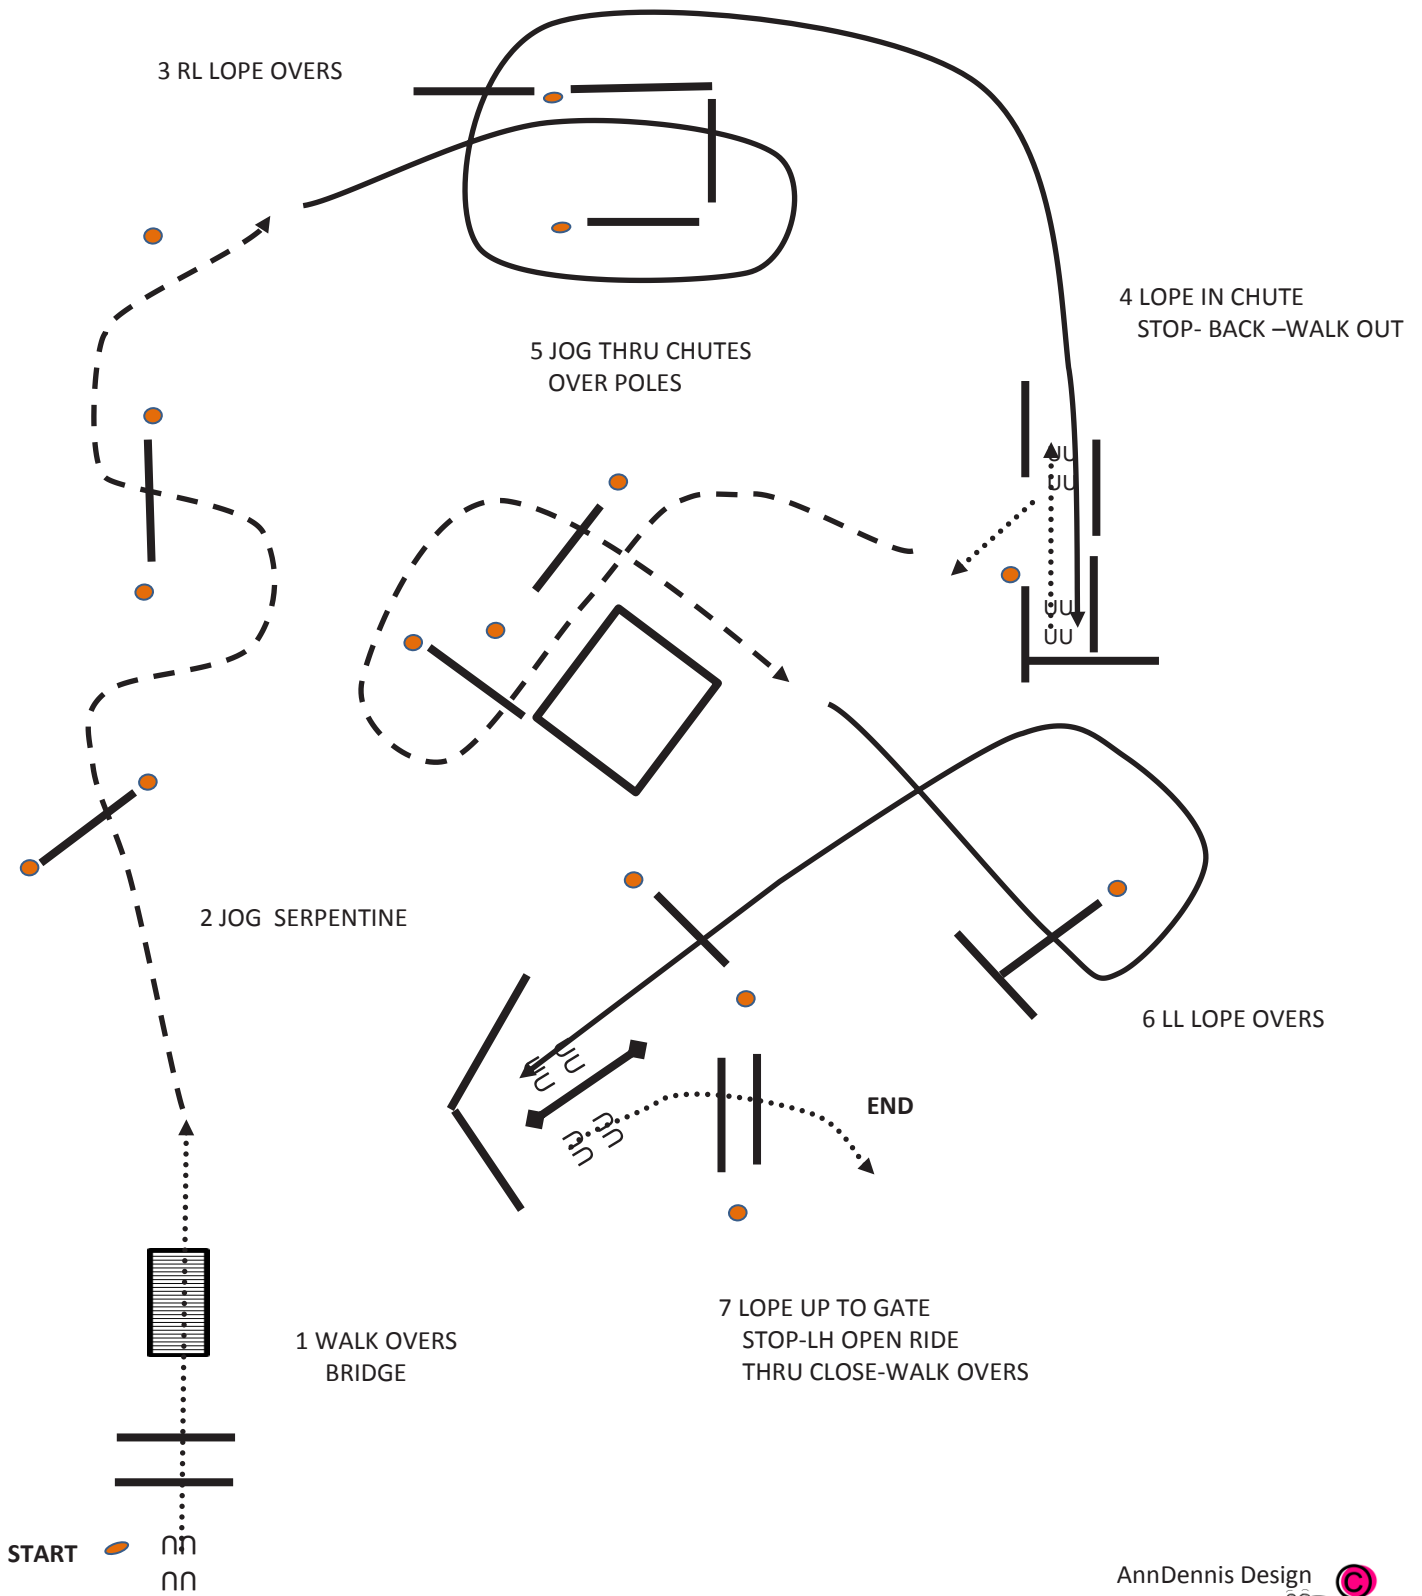 3 RL LOPE OVERS
4 LOPE IN CHUTE
STOP- BACK –WALK OUT
5 JOG THRU CHUTES
OVER POLES
2 JOG  SERPENTINE
6 LL LOPE OVERS
END
7 LOPE UP TO GATE
STOP-LH OPEN RIDE
THRU CLOSE-WALK OVERS
1 WALK OVERS
BRIDGE
START
AnnDennis Design
C